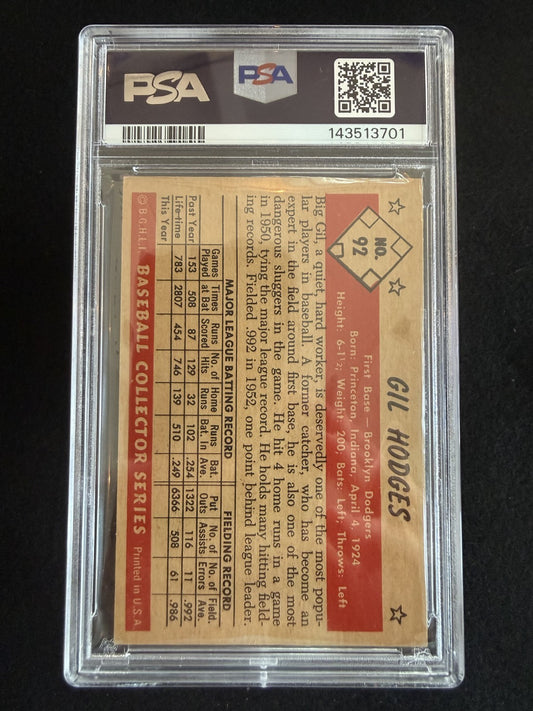 PSA
PSA
143513701
NO.
92
GIL HODGES
First Base — Brooklyn Dodgers
Born: Princeton, Indiana, April 4, 1924
Height: 6-1½; Weight: 200, Bats: Left; Throws: Left
Big Gil, a quiet, hard worker, is deservedly one of the most popu-
lar players in baseball. A former catcher, who has become an
expert in the field around first base, he is also one of the most
dangerous sluggers in the game. He hit 4 home runs in a game
in 1950, tying the major league record. He holds many hitting field
ing records. Fielded .992 in 1952, one point behind league leader.
MAJOR LEAGUE BATTING RECORD FIELDING RECORD
Games Times Runs No. of Home Runs Bat. Put No. of No. of Field.
Played at Bat Scored Hits Runs Bat. in Ave. Outs Assists Errors Ave.
Past Year 153 508 87 129 32 102 .254 1322 116 11 .992
Life-time 783 2807 454 746 139 510 .249 6366 508 61 .986
This Year
© B.G.H.L.I. BASEBALL COLLECTOR SERIES Printed in U.S.A.